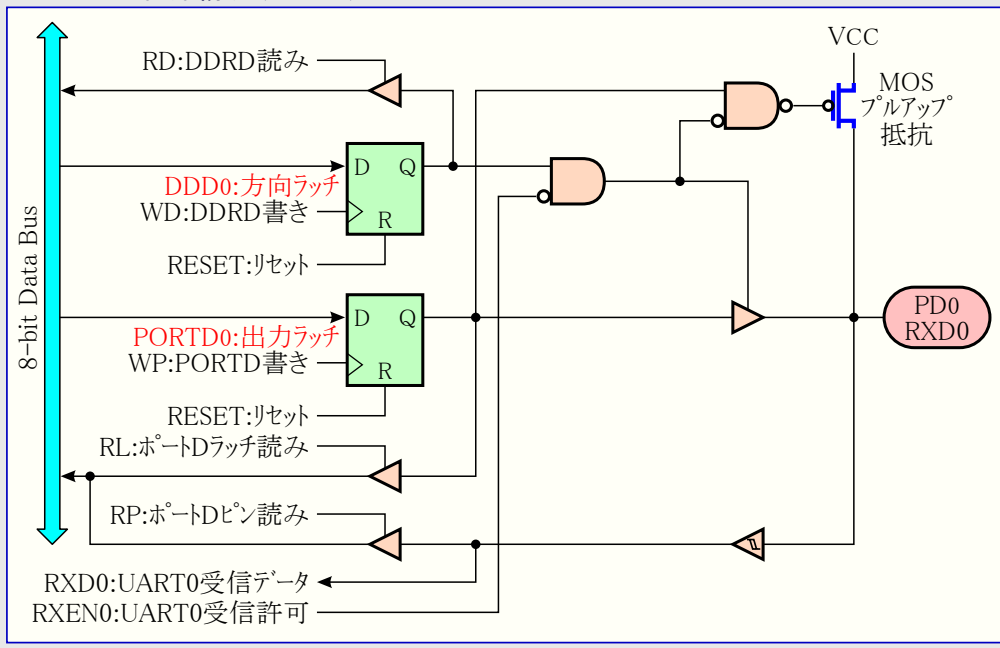 VCC
RD:DDRD読み
MOS
プルアップ
抵抗
D Q
DDD0:方向ラッチ
WD:DDRD書き
R
RESET:リセット
8-bit Data Bus
D Q
PORTD0:出力ラッチ
WP:PORTD書き
R
PD0
RXD0
RESET:リセット
RL:ポートDラッチ読み
RP:ポートDピン読み
RXD0:UART0受信データ
RXEN0:UART0受信許可